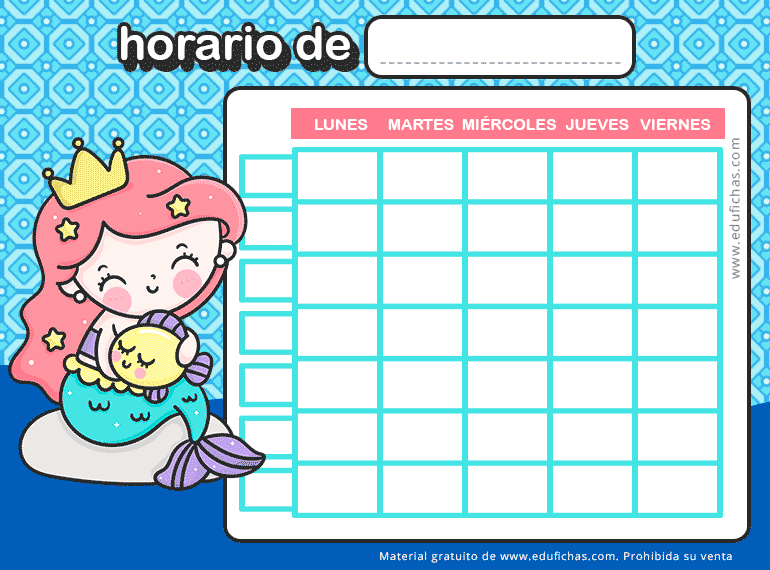 horario de
LUNES MARTES MIÉRCOLES JUEVES VIERNES
www.edufichas.com
Material gratuito de www.edufichas.com. Prohibida su venta